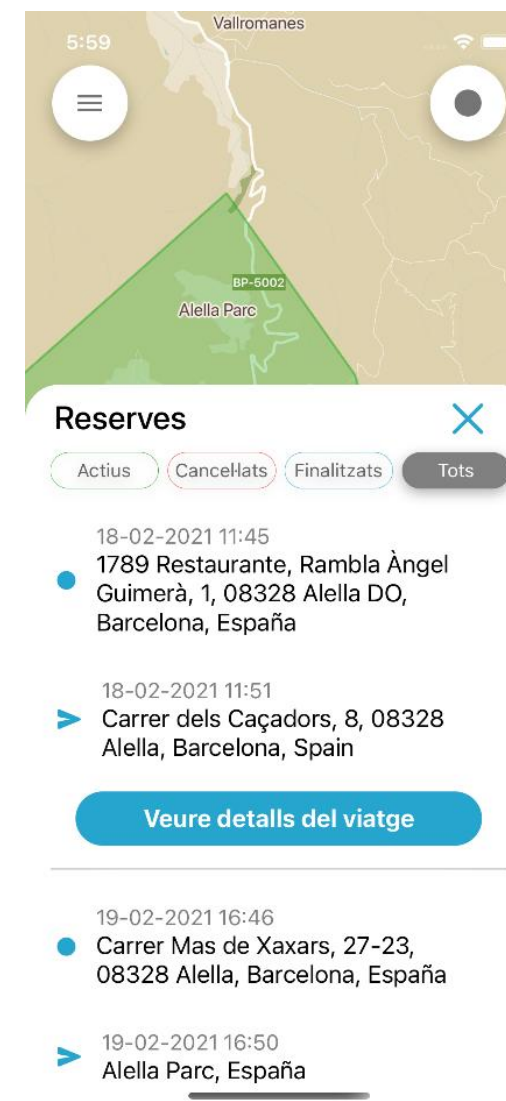 Vallromanes
5:59
BP-5002
Alella Parc
Reserves
Actius
Cancel·lats
Finalitzats
Tots
18-02-2021 11:45
1789 Restaurante, Rambla Àngel
Guimerà, 1, 08328 Alella DO,
Barcelona, España
18-02-2021 11:51
Carrer dels Caçadors, 8, 08328
Alella, Barcelona, Spain
Veure detalls del viatge
19-02-2021 16:46
Carrer Mas de Xaxars, 27-23,
08328 Alella, Barcelona, España
19-02-2021 16:50
Alella Parc, España